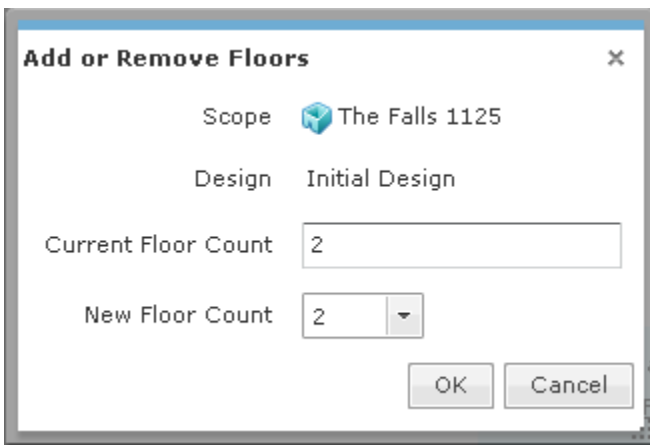 Add or Remove Floors
Scope The Falls 1125
Design Initial Design
Current Floor Count 2
New Floor Count 2
OK Cancel